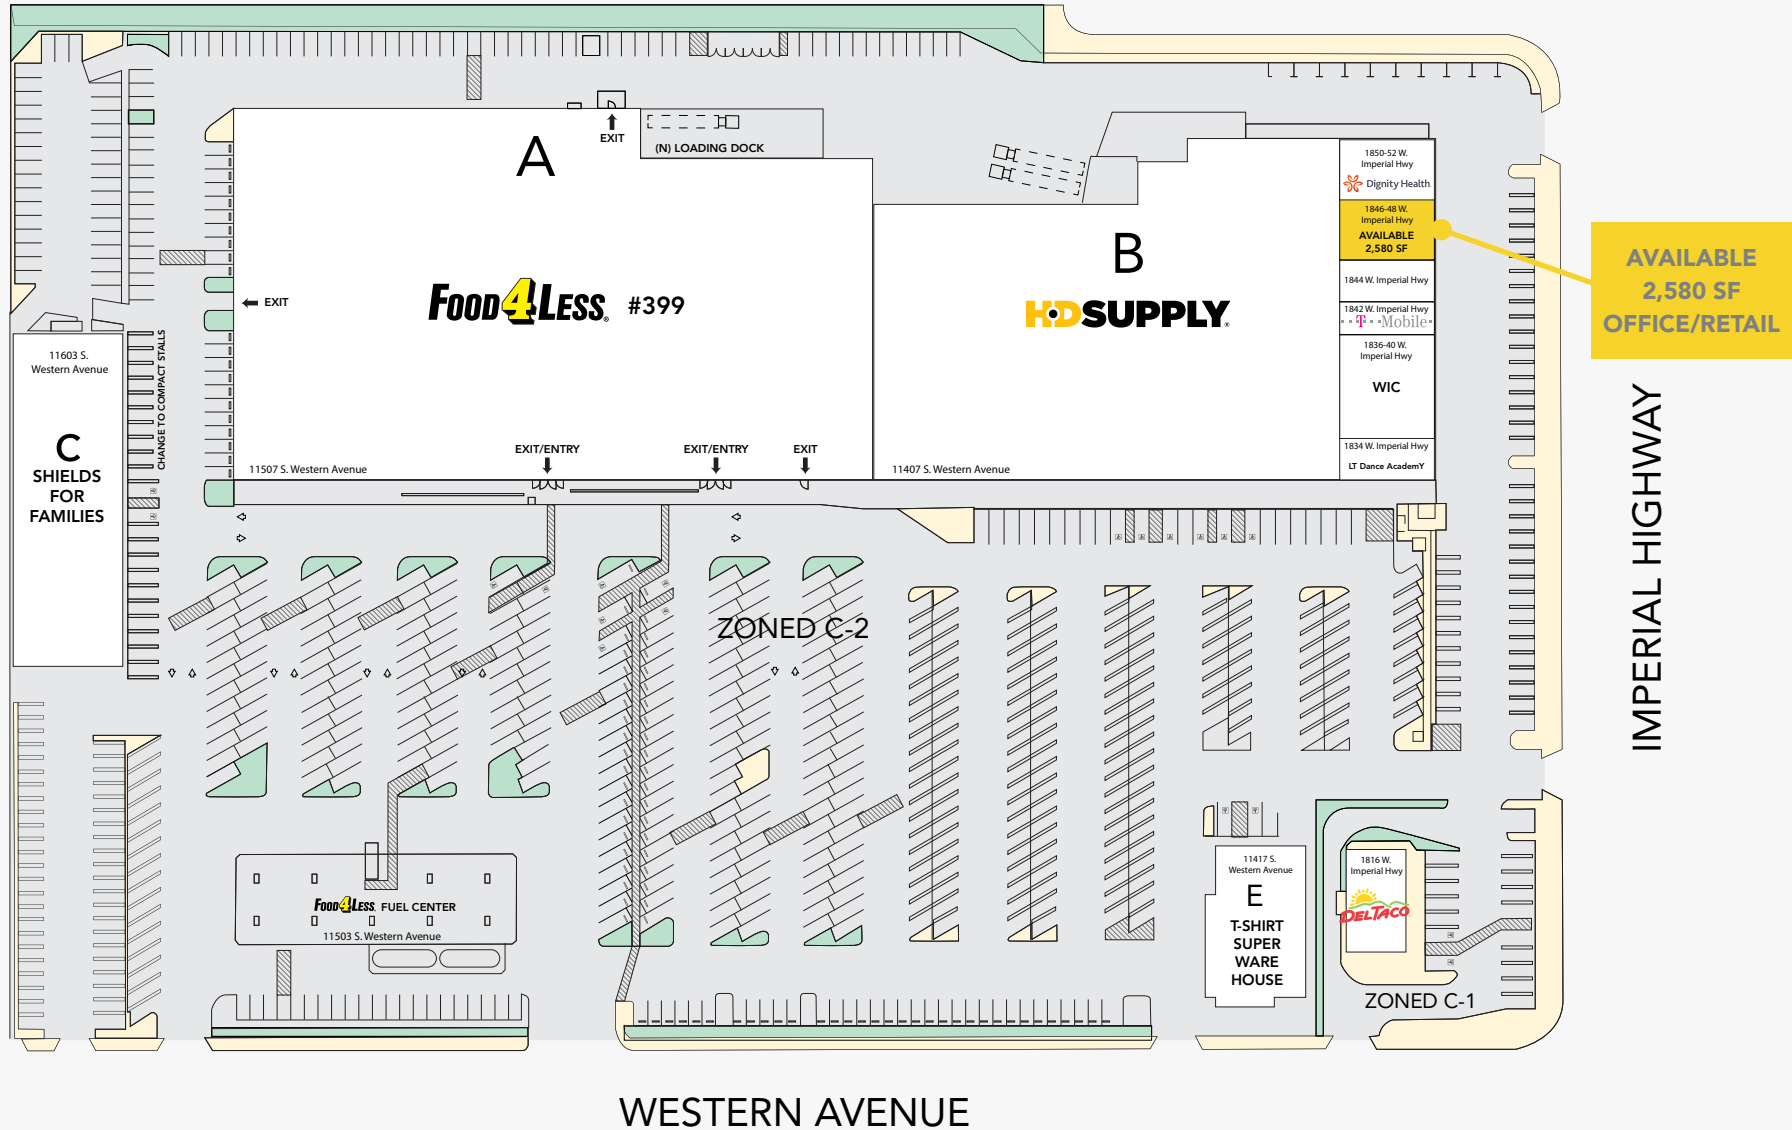 A
EXIT
(N) LOADING DOCK
EXIT
FOOD 4 LESS. #399
EXIT/ENTRY
EXIT/ENTRY
EXIT
11507 S. Western Avenue
B
HD SUPPLY
11407 S. Western Avenue
1850-52 W.
Imperial Hwy
Dignity Health
1846-48 W.
Imperial Hwy
AVAILABLE
2,580 SF
1844 W. Imperial Hwy
1842 W. Imperial Hwy
T-Mobile
1836-40 W.
Imperial Hwy
WIC
1834 W. Imperial Hwy
LT Dance AcademY
AVAILABLE
2,580 SF
OFFICE/RETAIL
IMPERIAL HIGHWAY
11603 S.
Western Avenue
C
SHIELDS
FOR
FAMILIES
CHANGE TO COMPACT STALLS
ZONED C-2
FOOD 4 LESS. FUEL CENTER
11503 S. Western Avenue
11417 S.
Western Avenue
E
T-SHIRT
SUPER
WARE
HOUSE
1816 W.
Imperial Hwy
DEL TACO
ZONED C-1
WESTERN AVENUE